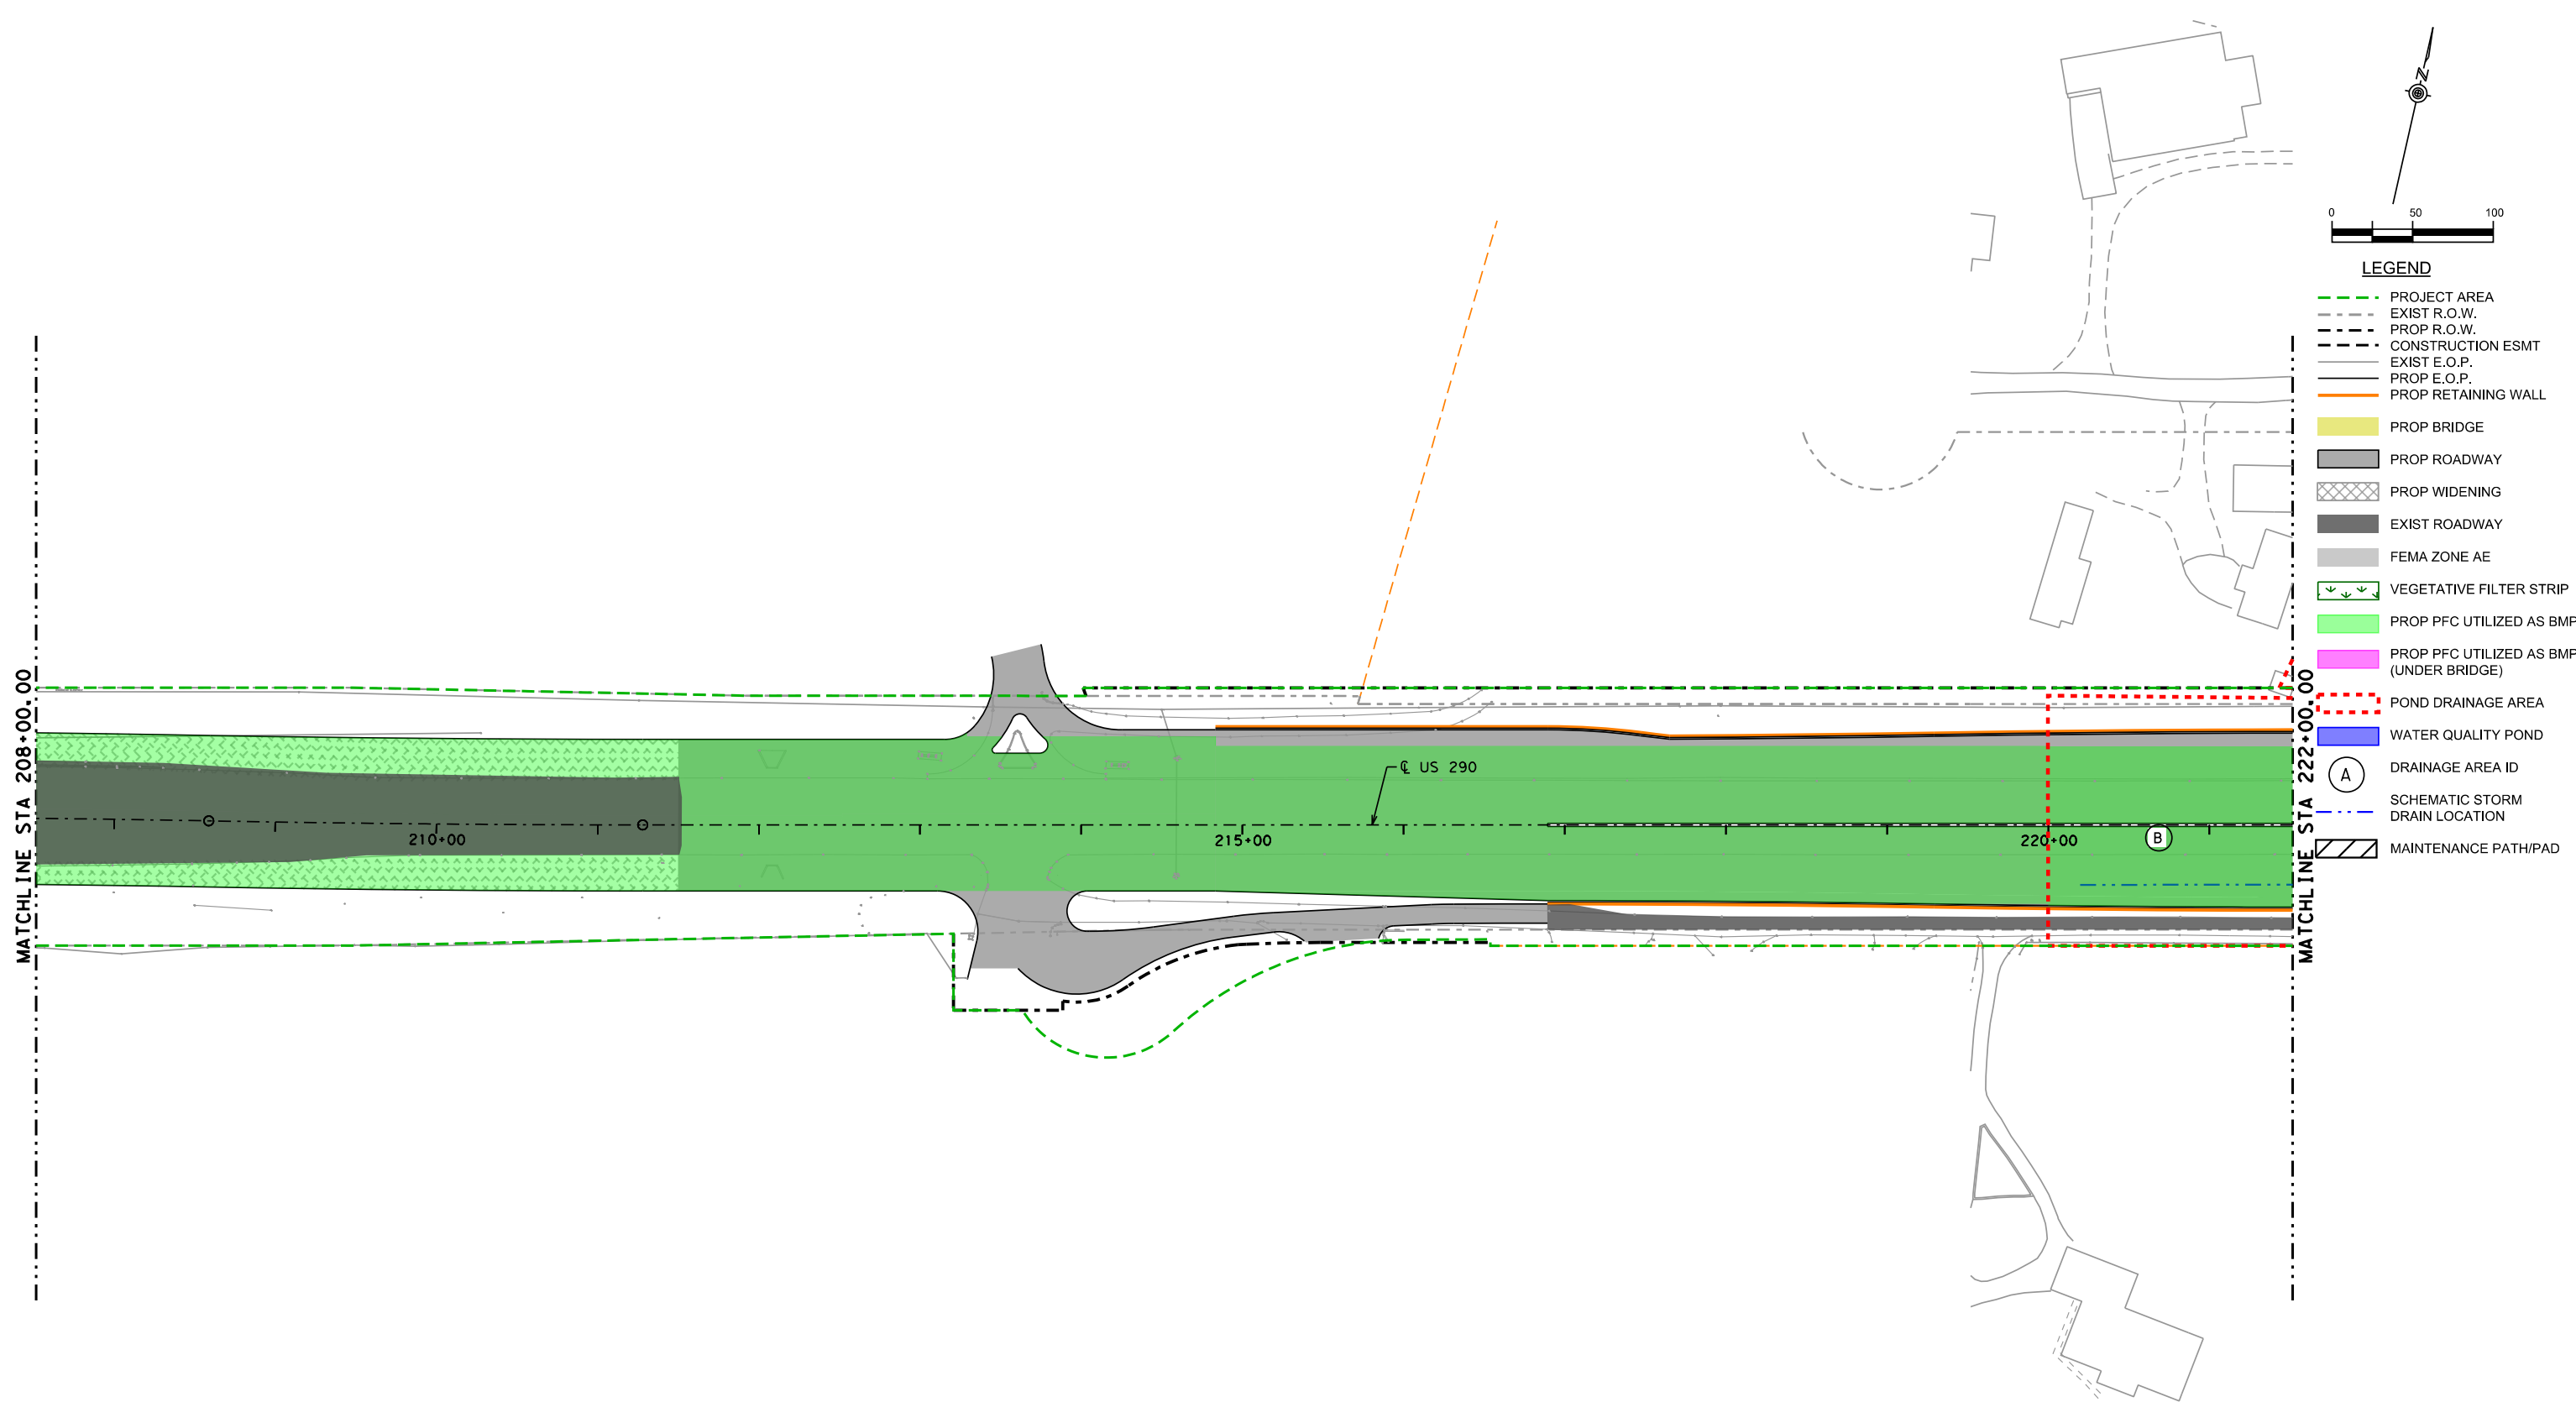 N
0 50 100
LEGEND
PROJECT AREA
EXIST R.O.W.
PROP R.O.W.
CONSTRUCTION ESMT
EXIST E.O.P.
PROP E.O.P.
PROP RETAINING WALL
PROP BRIDGE
PROP ROADWAY
PROP WIDENING
EXIST ROADWAY
FEMA ZONE AE
VEGETATIVE FILTER STRIP
PROP PFC UTILIZED AS BMP
PROP PFC UTILIZED AS BMP
(UNDER BRIDGE)
POND DRAINAGE AREA
WATER QUALITY POND
A
DRAINAGE AREA ID
SCHEMATIC STORM
DRAIN LOCATION
MAINTENANCE PATH/PAD
MATCHLINE STA 208+00.00
℄ US 290
210+00
215+00
220+00
B
MATCHLINE STA 222+00.00